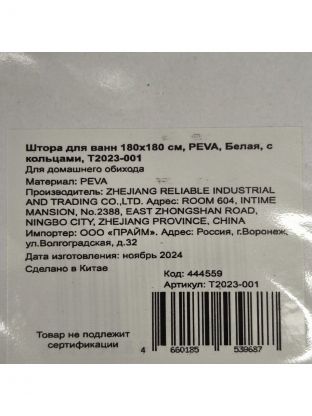 Штора для ванн 180х180 см, PEVA, Белая, с
кольцами, Т2023-001
Для домашнего обихода
Материал: PEVA
Производитель: ZHEJIANG RELIABLE INDUSTRIAL
AND TRADING CO.,LTD. Адрес: ROOM 604, INTIME
MANSION, No.2388, EAST ZHONGSHAN ROAD,
NINGBO CITY, ZHEJIANG PROVINCE, CHINA
Импортер: ООО «ПРАЙМ». Адрес: Россия, г.Воронеж,
ул.Волгоградская, д.32
Дата изготовления: ноябрь 2024
Сделано в Китае
Код: 444559
Артикул: Т2023-001
Товар не подлежит
сертификации
4 660185 539687